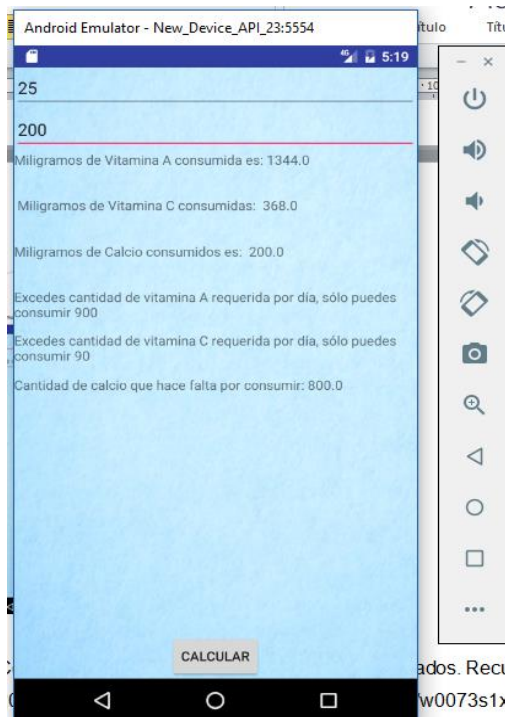 Android Emulator - New_Device_API_23:5554
ítulo
Títu
4G
5:19
25
200
Miligramos de Vitamina A consumida es: 1344.0
Miligramos de Vitamina C consumidas: 368.0
Miligramos de Calcio consumidos es: 200.0
Excedes cantidad de vitamina A requerida por día, sólo puedes
consumir 900
Excedes cantidad de vitamina C requerida por día, sólo puedes
consumir 90
Cantidad de calcio que hace falta por consumir: 800.0
CALCULAR
ados. Recu
w0073s1x